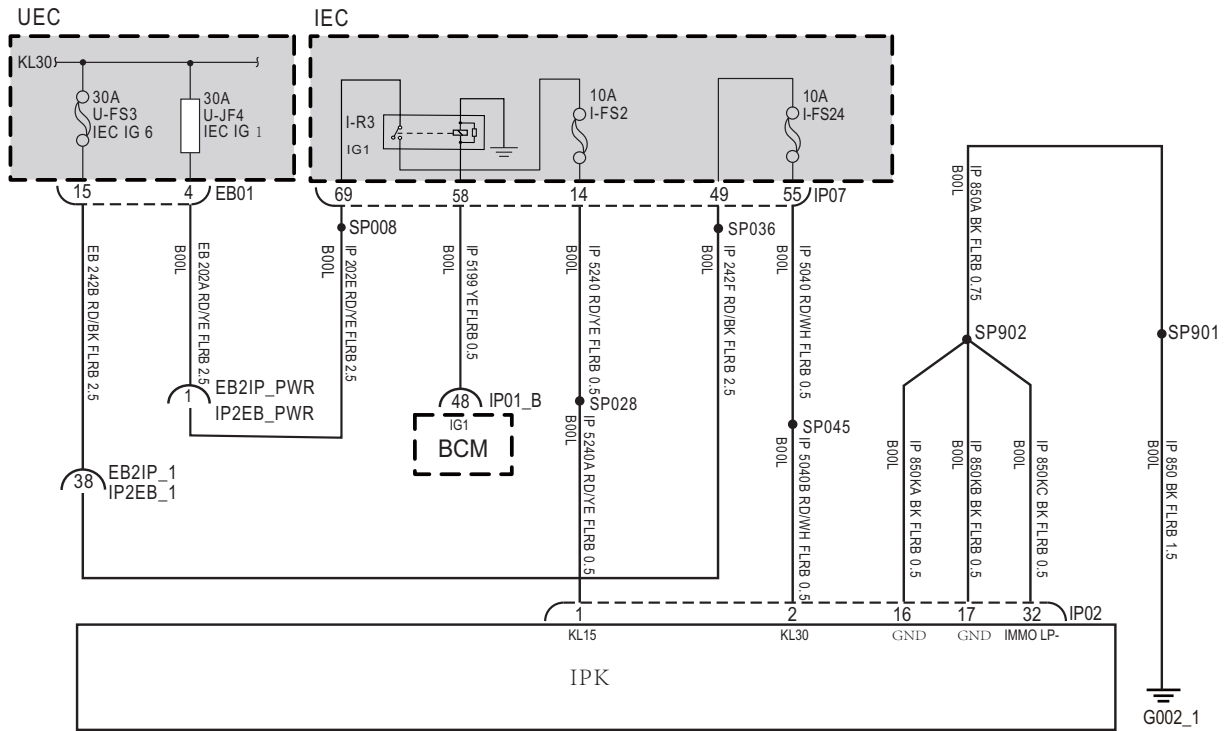 UEC
IEC
KL30
30A
U-FS3
IEC IG 6
30A
U-JF4
IEC IG 1
I-R3
IG1
10A
I-FS2
10A
I-FS24
15
4
EB01
69
58
14
49
55
IP07
SP008
SP036
EB 242B RD/BK FLRB 2.5
B00L
EB 202A RD/YE FLRB 2.5
B00L
IP 202E RD/YE FLRB 2.5
B00L
IP 5199 YE FLRB 0.5
B00L
IP 5240 RD/YE FLRB 0.5
B00L
IP 242F RD/BK FLRB 2.5
B00L
IP 5040 RD/WH FLRB 0.5
B00L
IP 850A BK FLRB 0.75
B00L
SP902
SP901
1
EB2IP_PWR
IP2EB_PWR
48
IP01_B
IG1
BCM
SP028
SP045
38
EB2IP_1
IP2EB_1
IP 5240A RD/YE FLRB 0.5
B00L
IP 5040B RD/WH FLRB 0.5
B00L
IP 850KA BK FLRB 0.5
B00L
IP 850KB BK FLRB 0.5
B00L
IP 850KC BK FLRB 0.5
B00L
IP 850 BK FLRB 1.5
B00L
1
2
16
17
32
IP02
KL15
KL30
GND
GND
IMMO LP-
IPK
G002_1